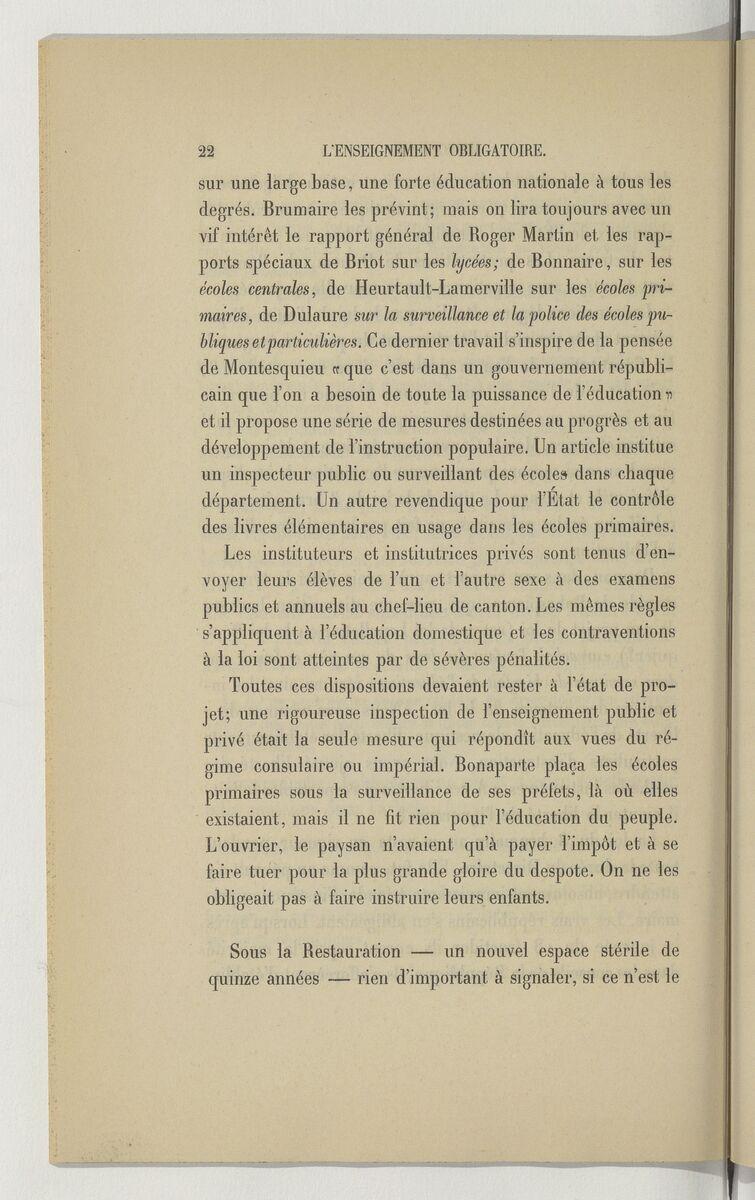 22 L'ENSEIGNEMENT OBLIGATOIRE.
sur une large base, une forte éducation nationale à tous les
degrés. Brumaire les prévint; mais on lira toujours avec un
vif intérêt le rapport général de Roger Martin et les rap-
ports spéciaux de Briot sur les lycées; de Bonnaire, sur les
écoles centrales, de Heurtault-Lamerville sur les écoles pri-
maires, de Dulaure sur la surveillance et la police des écoles pu-
bliques et particulières. Ce dernier travail s'inspire de la pensée
de Montesquieu « que c'est dans un gouvernement républi-
cain que l'on a besoin de toute la puissance de l'éducation »
et il propose une série de mesures destinées au progrès et au
développement de l'instruction populaire. Un article institue
un inspecteur public ou surveillant des écoles dans chaque
département. Un autre revendique pour l'État le contrôle
des livres élémentaires en usage dans les écoles primaires.
Les instituteurs et institutrices privés sont tenus d'en-
voyer leurs élèves de l'un et l'autre sexe à des examens
publics et annuels au chef-lieu de canton. Les mêmes règles
s'appliquent à l'éducation domestique et les contraventions
à la loi sont atteintes par de sévères pénalités.
Toutes ces dispositions devaient rester à l'état de pro-
jet; une rigoureuse inspection de l'enseignement public et
privé était la seule mesure qui répondît aux vues du ré-
gime consulaire ou impérial. Bonaparte plaça les écoles
primaires sous la surveillance de ses préfets, là où elles
existaient, mais il ne fit rien pour l'éducation du peuple.
L'ouvrier, le paysan n'avaient qu'à payer l'impôt et à se
faire tuer pour la plus grande gloire du despote. On ne les
obligeait pas à faire instruire leurs enfants.
Sous la Restauration — un nouvel espace stérile de
quinze années — rien d'important à signaler, si ce n'est le